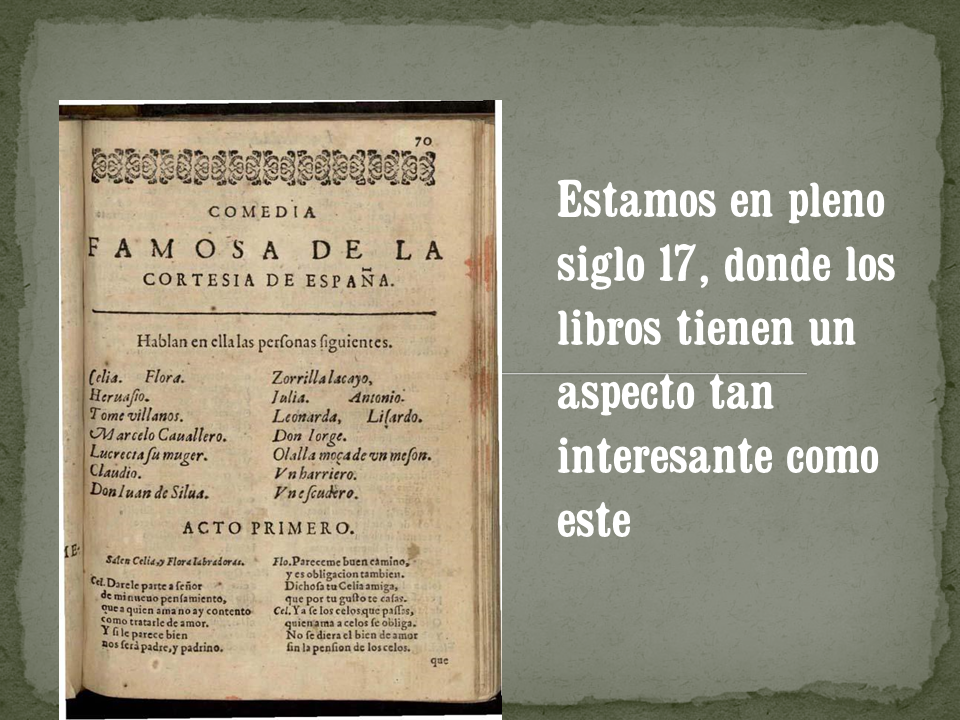 70
COMEDIA
FAMOSA DE LA
CORTESIA DE ESPAÑA.
Hablan en ella las perſonas ſiguientes.
Celia. Flora.
Heruaſio.
Tome villanos.
Marcelo Cauallero.
Lucrecia ſu muger.
Claudio.
Don Iuan de Silua.
Zorrilla lacayo,
Iulia. Antonio.
Leonarda, Liſardo.
Don Iorge.
Olalla moça de vn meſon.
Vn harriero.
Vn eſcudero.
ACTO PRIMERO.
Salen Celia, y Flora labradoras.
Cel. Darele parte a ſeñor
de mi nueuo penſamiento,
que a quien ama no ay contento
como tratarle de amor.
Y ſi le parece bien
nos ſerà padre, y padrino.
Flo. Pareceme buen camino,
y es obligacion tambien.
Dichoſa tu Celia amiga,
que por tu guſto te caſas.
Cel. Ya ſe los celos que paſſas,
quien ama a celos ſe obliga.
No ſe diera el bien de amor
ſin la penſion de los celos.
que
Estamos en pleno
siglo 17, donde los
libros tienen un
aspecto tan
interesante como
este